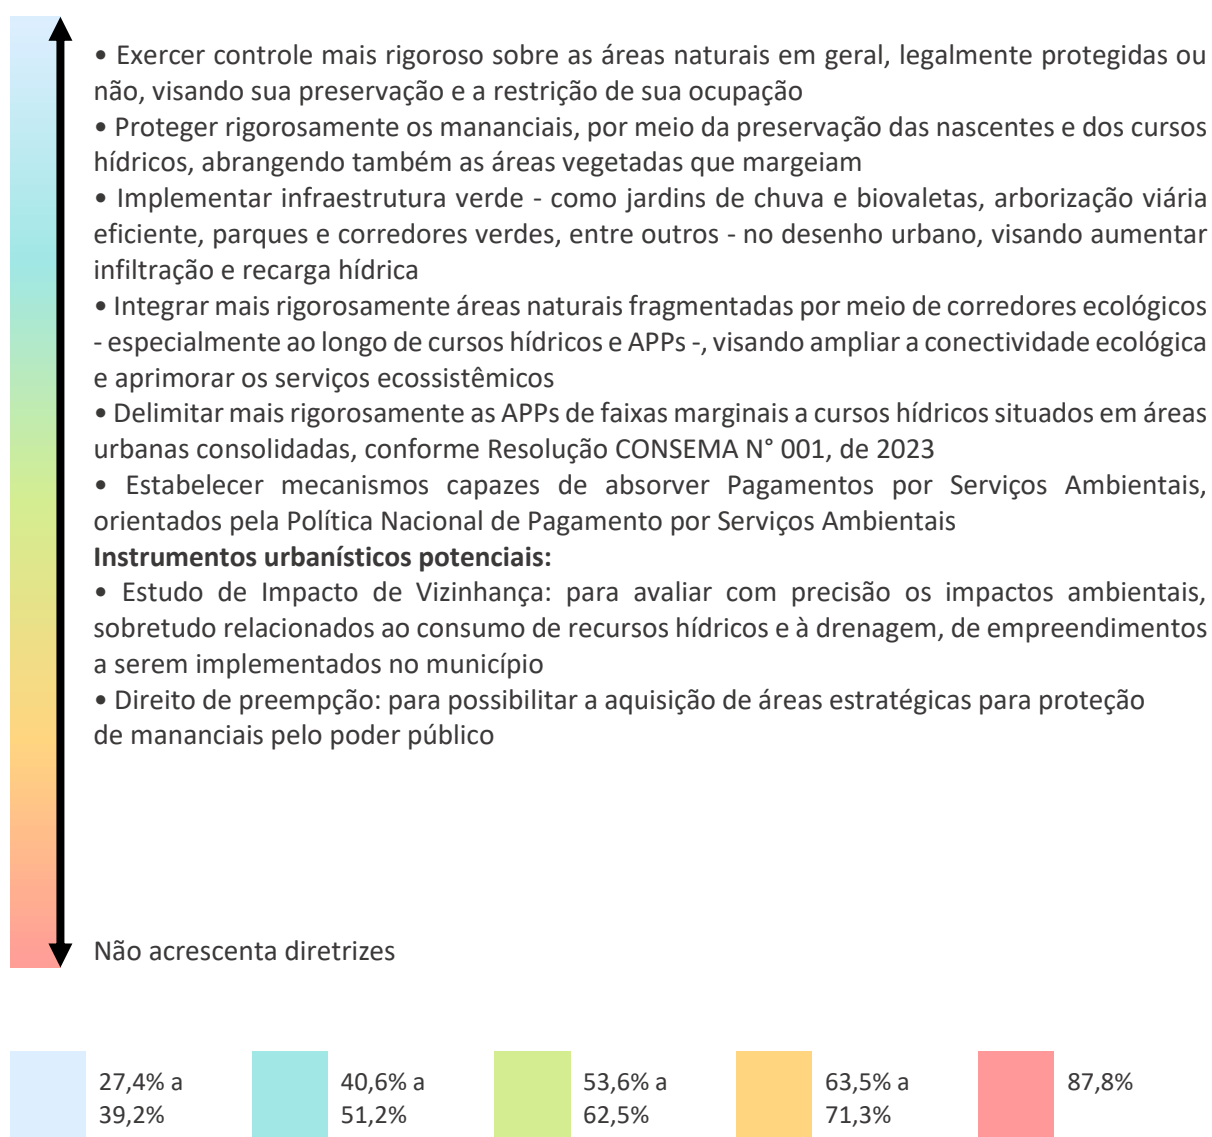 • Exercer controle mais rigoroso sobre as áreas naturais em geral, legalmente protegidas ou
não, visando sua preservação e a restrição de sua ocupação
• Proteger rigorosamente os mananciais, por meio da preservação das nascentes e dos cursos
hídricos, abrangendo também as áreas vegetadas que margeiam
• Implementar infraestrutura verde - como jardins de chuva e biovaletas, arborização viária
eficiente, parques e corredores verdes, entre outros - no desenho urbano, visando aumentar
infiltração e recarga hídrica
• Integrar mais rigorosamente áreas naturais fragmentadas por meio de corredores ecológicos
- especialmente ao longo de cursos hídricos e APPs -, visando ampliar a conectividade ecológica
e aprimorar os serviços ecossistêmicos
• Delimitar mais rigorosamente as APPs de faixas marginais a cursos hídricos situados em áreas
urbanas consolidadas, conforme Resolução CONSEMA N° 001, de 2023
• Estabelecer mecanismos capazes de absorver Pagamentos por Serviços Ambientais,
orientados pela Política Nacional de Pagamento por Serviços Ambientais
Instrumentos urbanísticos potenciais:
• Estudo de Impacto de Vizinhança: para avaliar com precisão os impactos ambientais,
sobretudo relacionados ao consumo de recursos hídricos e à drenagem, de empreendimentos
a serem implementados no município
• Direito de preempção: para possibilitar a aquisição de áreas estratégicas para proteção
de mananciais pelo poder público
Não acrescenta diretrizes
27,4% a
39,2%
40,6% a
51,2%
53,6% a
62,5%
63,5% a
71,3%
87,8%